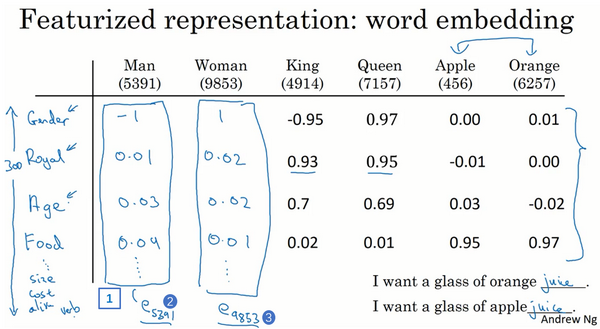 Featurized representation: word embedding
Man Woman King Queen Apple Orange
(5391) (9853) (4914) (7157) (456) (6257)
Gender -1 1 -0.95 0.97 0.00 0.01
300 Royal 0.01 0.02 0.93 0.95 -0.01 0.00
Age 0.03 0.02 0.7 0.69 0.03 -0.02
Food 0.04 0.01 0.02 0.01 0.95 0.97
size
cost
alive verb
1 e5391 2 e9853 3
I want a glass of orange juice.
I want a glass of apple juice.
Andrew Ng